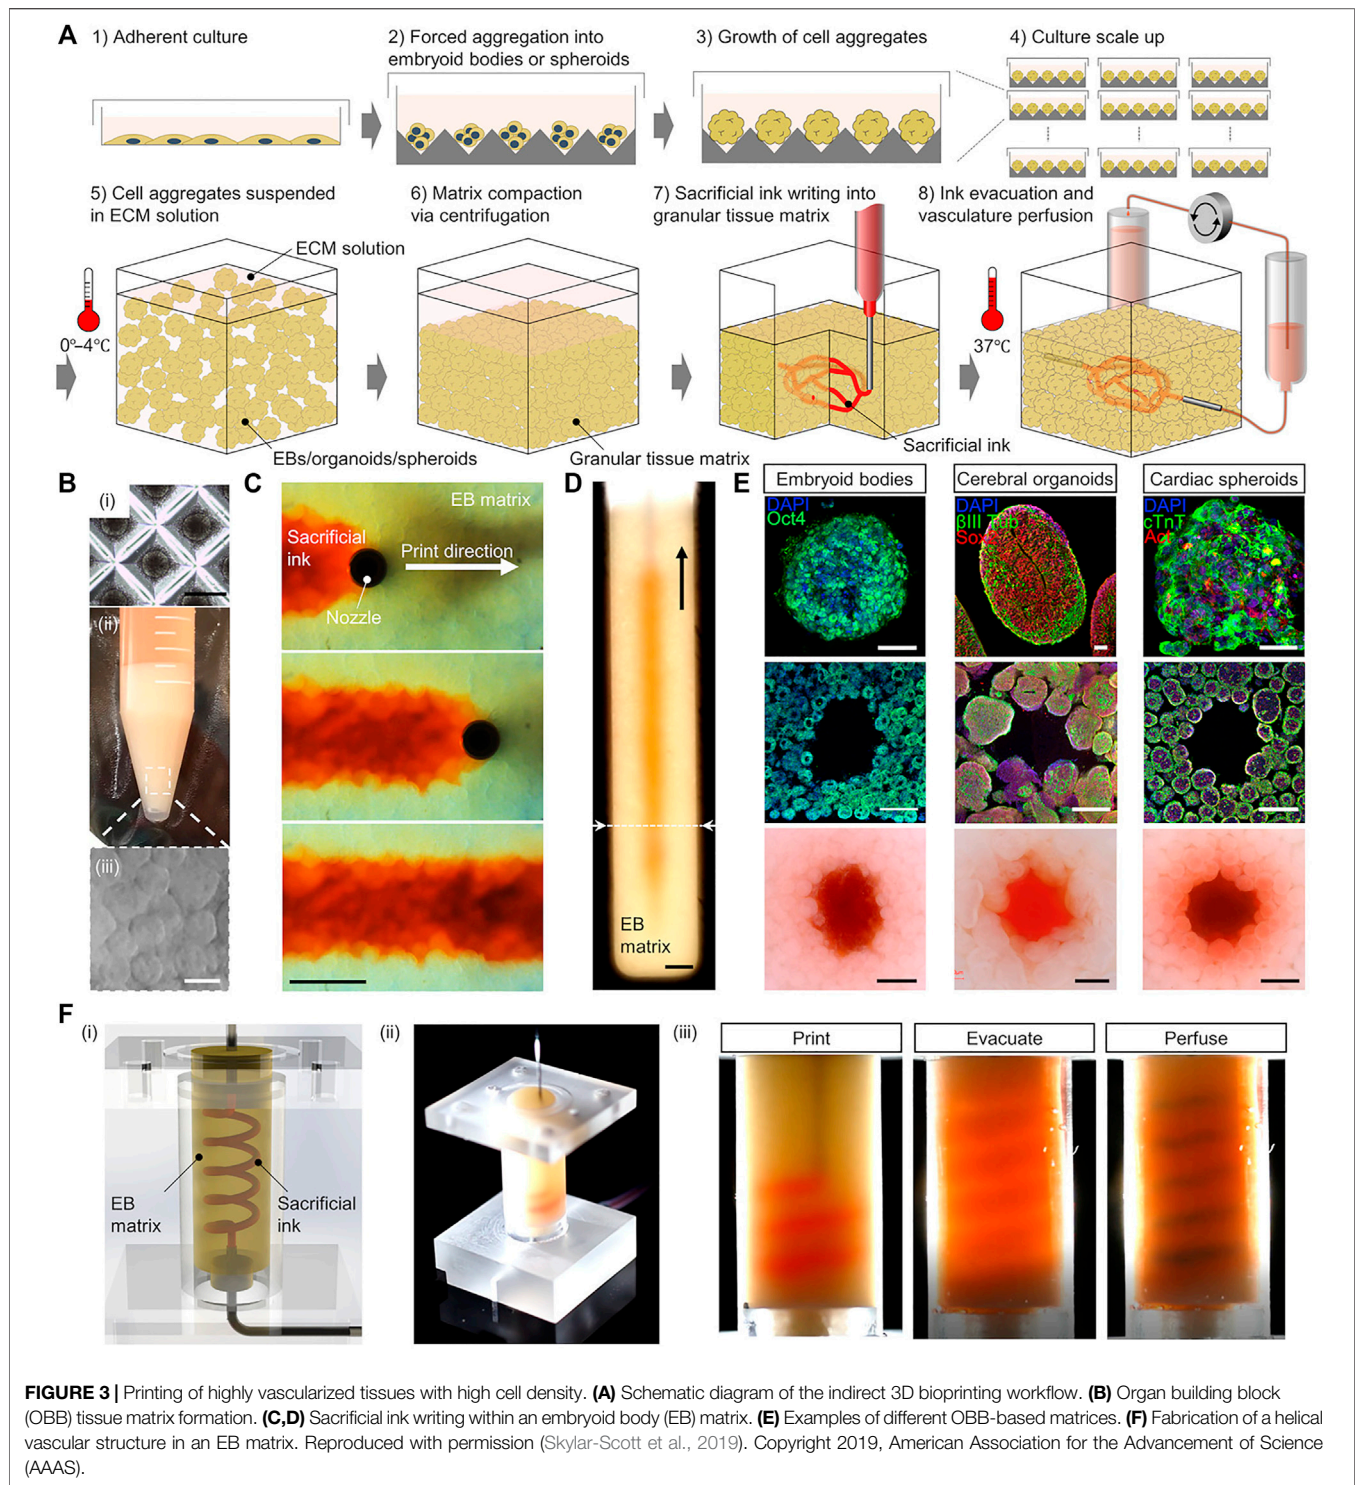 A
1) Adherent culture
2) Forced aggregation into
embryoid bodies or spheroids
3) Growth of cell aggregates
4) Culture scale up
5) Cell aggregates suspended
in ECM solution
6) Matrix compaction
via centrifugation
7) Sacrificial ink writing into
granular tissue matrix
8) Ink evacuation and
vasculature perfusion
ECM solution
0°–4°C
37°C
Sacrificial ink
EBs/organoids/spheroids
Granular tissue matrix
B
(i)
(ii)
(iii)
C
EB matrix
Sacrificial
ink
Print direction
Nozzle
D
EB
matrix
E
Embryoid bodies
Cerebral organoids
Cardiac spheroids
DAPI
Oct4
DAPI
βIII Tub
DAPI
cTnT
Act
F
(i)
EB
matrix
Sacrificial
ink
(ii)
(iii)
Print
Evacuate
Perfuse
FIGURE 3 | Printing of highly vascularized tissues with high cell density. (A) Schematic diagram of the indirect 3D bioprinting workflow. (B) Organ building block
(OBB) tissue matrix formation. (C,D) Sacrificial ink writing within an embryoid body (EB) matrix. (E) Examples of different OBB-based matrices. (F) Fabrication of a helical
vascular structure in an EB matrix. Reproduced with permission (Skylar-Scott et al., 2019). Copyright 2019, American Association for the Advancement of Science
(AAAS).